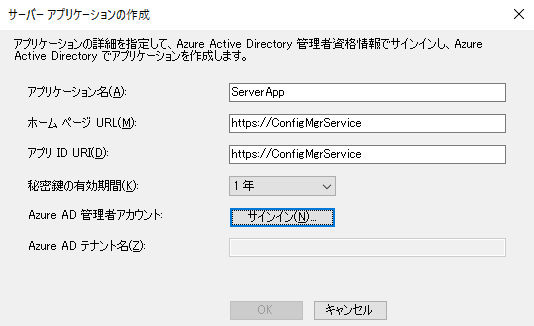 サーバー アプリケーションの作成
アプリケーションの詳細を指定して、Azure Active Directory 管理者資格情報でサインインし、Azure
Active Directory でアプリケーションを作成します。
アプリケーション名(A):
ServerApp
ホーム ページ URL(M):
https://ConfigMgrService
アプリ ID URI(D):
https://ConfigMgrService
秘密鍵の有効期間(K):
1 年
Azure AD 管理者アカウント:
サインイン(N)...
Azure AD テナント名(Z):
OK
キャンセル